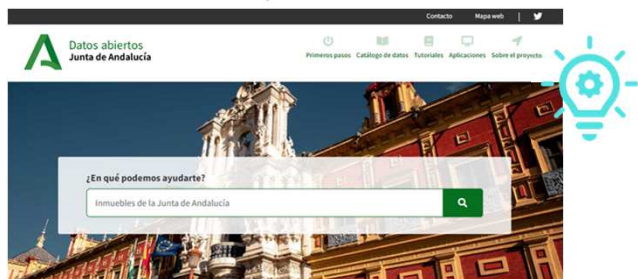 Contacto Mapa web |
Datos abiertos
Junta de Andalucía
Primeros pasos Catálogo de datos Tutoriales Aplicaciones Sobre el proyecto
¿En qué podemos ayudarte?
Inmuebles de la Junta de Andalucía